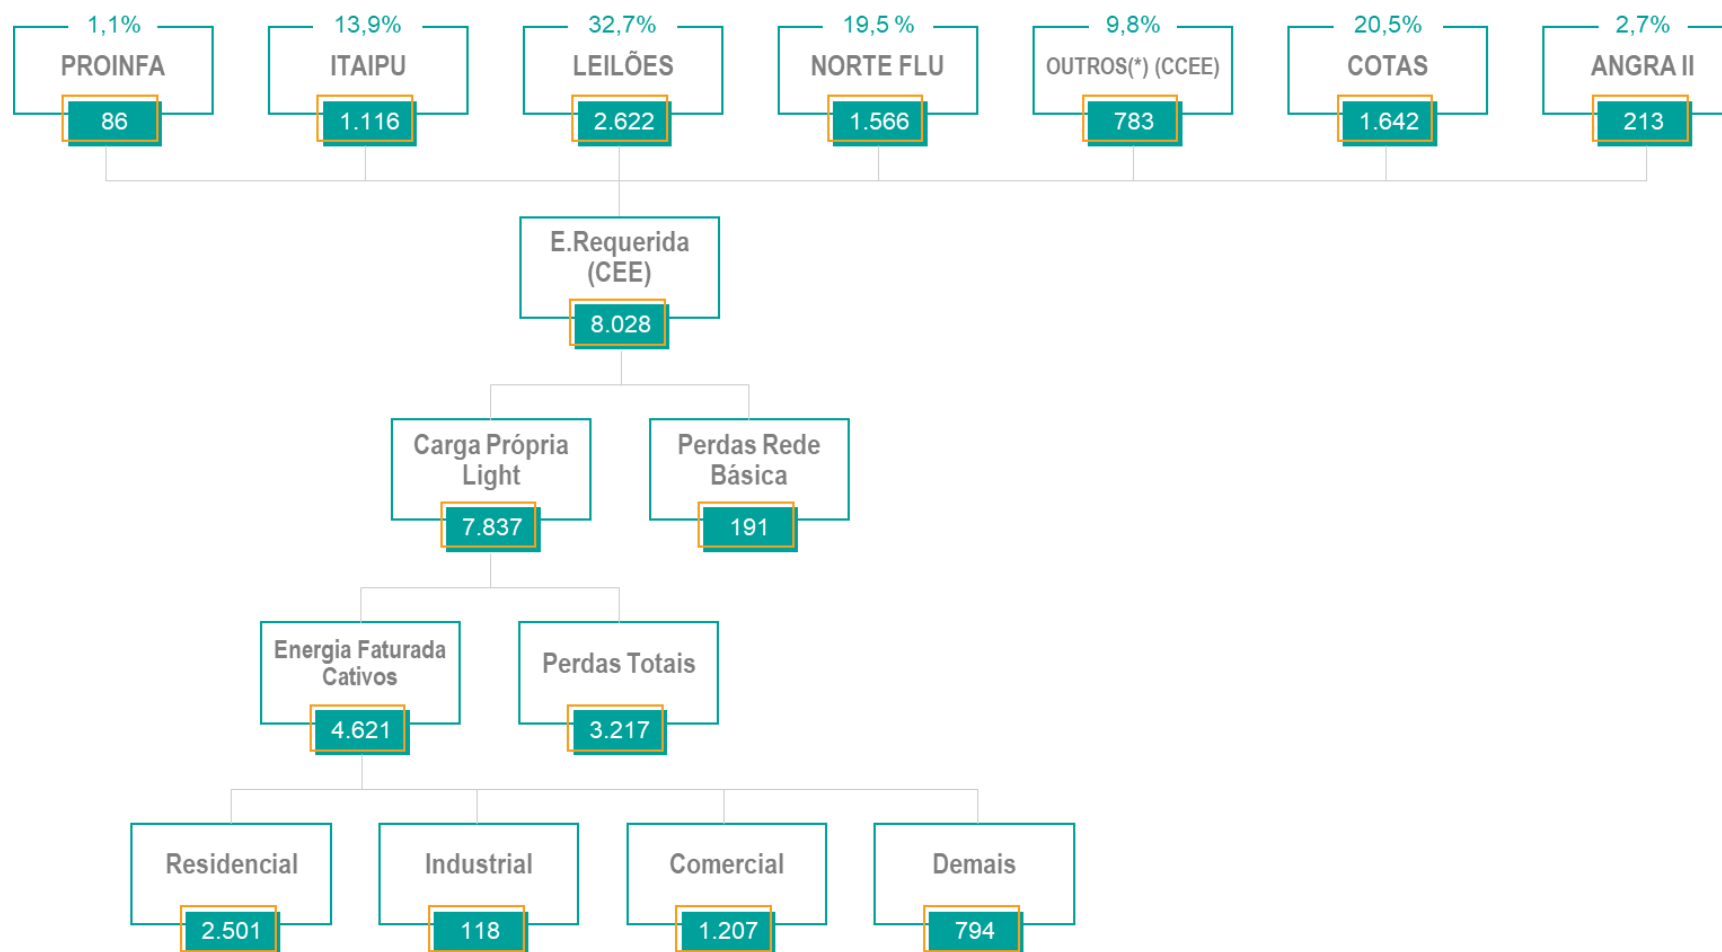 1,1%
PROINFA
86
13,9%
ITAIPU
1.116
32,7%
LEILÕES
2.622
19,5 %
NORTE FLU
1.566
9,8%
OUTROS(*) (CCEE)
783
20,5%
COTAS
1.642
2,7%
ANGRA II
213
E.Requerida
(CEE)
8.028
Carga Própria
Light
7.837
Perdas Rede
Básica
191
Energia Faturada
Cativos
4.621
Perdas Totais
3.217
Residencial
2.501
Industrial
118
Comercial
1.207
Demais
794